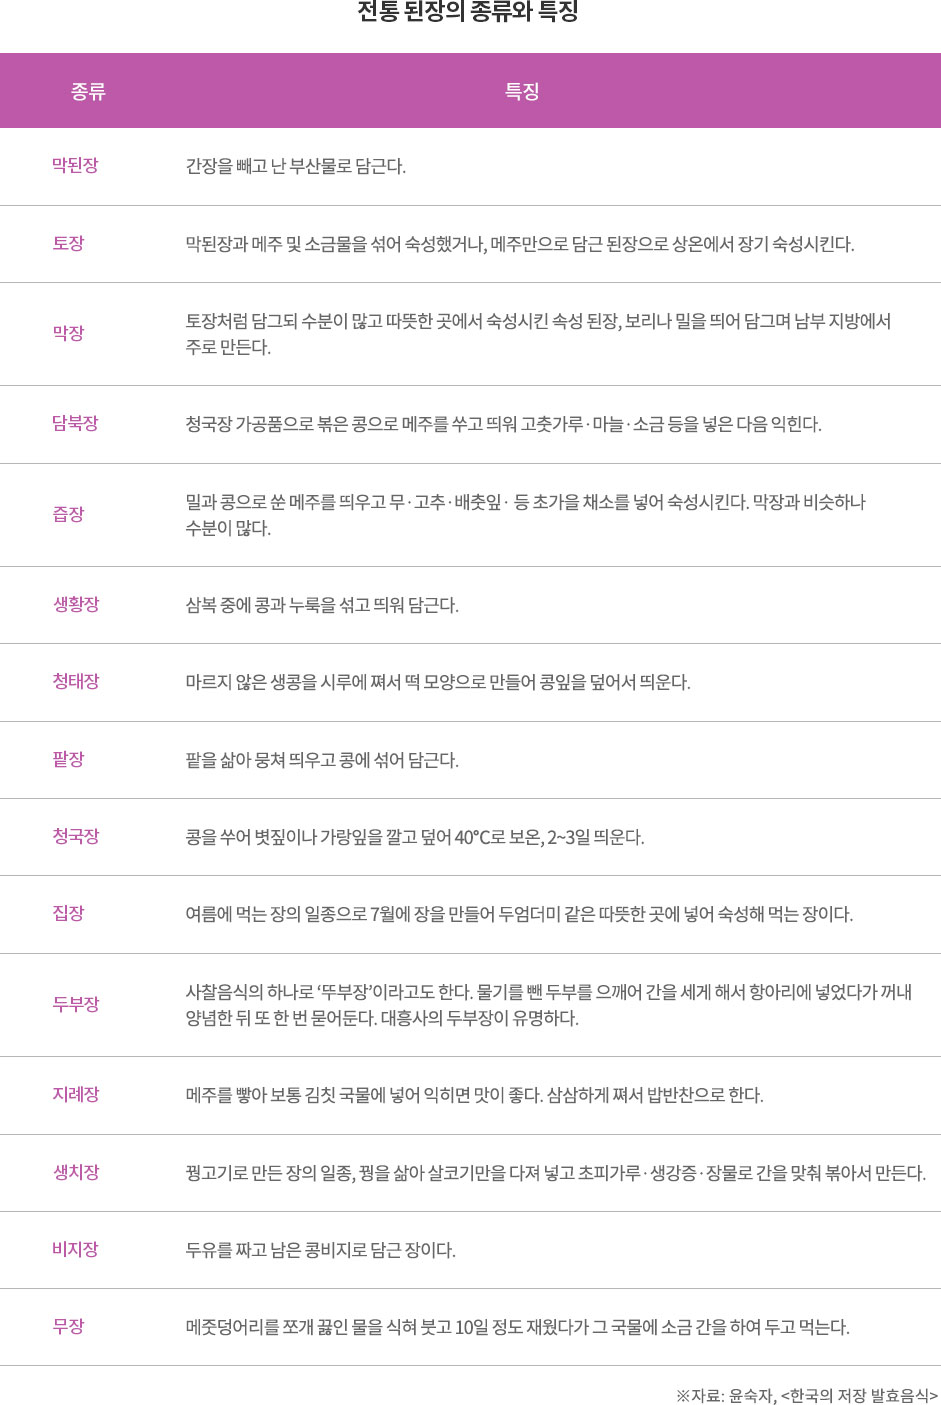 전통 된장의 종류와 특징
종류 특징
막된장 간장을 빼고 난 부산물로 담근다.
토장 막된장과 메주 및 소금물을 섞어 숙성했거나, 메주만으로 담근 된장으로 상온에서 장기 숙성시킨다.
막장 토장처럼 담그되 수분이 많고 따뜻한 곳에서 숙성시킨 속성 된장, 보리나 밀을 띄어 담그며 남부 지방에서
주로 만든다.
담북장 청국장 가공품으로 볶은 콩으로 메주를 쑤고 띄워 고춧가루·마늘·소금 등을 넣은 다음 익힌다.
즙장 밀과 콩으로 쑨 메주를 띄우고 무·고추·배춧잎· 등 초가을 채소를 넣어 숙성시킨다. 막장과 비슷하나
수분이 많다.
생황장 삼복 중에 콩과 누룩을 섞고 띄워 담근다.
청태장 마르지 않은 생콩을 시루에 쪄서 떡 모양으로 만들어 콩잎을 덮어서 띄운다.
팥장 팥을 삶아 뭉쳐 띄우고 콩에 섞어 담근다.
청국장 콩을 쑤어 볏짚이나 가랑잎을 깔고 덮어 40°C로 보온, 2~3일 띄운다.
집장 여름에 먹는 장의 일종으로 7월에 장을 만들어 두엄더미 같은 따뜻한 곳에 넣어 숙성해 먹는 장이다.
두부장 사찰음식의 하나로 ‘뚜부장’이라고도 한다. 물기를 뺀 두부를 으깨어 간을 세게 해서 항아리에 넣었다가 꺼내
양념한 뒤 또 한 번 묻어둔다. 대흥사의 두부장이 유명하다.
지례장 메주를 빻아 보통 김칫 국물에 넣어 익히면 맛이 좋다. 삼삼하게 쪄서 밥반찬으로 한다.
생치장 꿩고기로 만든 장의 일종, 꿩을 삶아 살코기만을 다져 넣고 초피가루·생강증·장물로 간을 맞춰 볶아서 만든다.
비지장 두유를 짜고 남은 콩비지로 담근 장이다.
무장 메줏덩어리를 쪼개 끓인 물을 식혀 붓고 10일 정도 재웠다가 그 국물에 소금 간을 하여 두고 먹는다.
※자료: 윤숙자, <한국의 저장 발효음식>